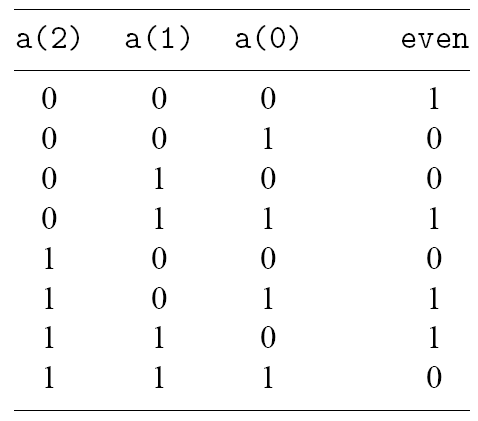 a(2) a(1) a(0) even
0 0 0 1
0 0 1 0
0 1 0 0
0 1 1 1
1 0 0 0
1 0 1 1
1 1 0 1
1 1 1 0